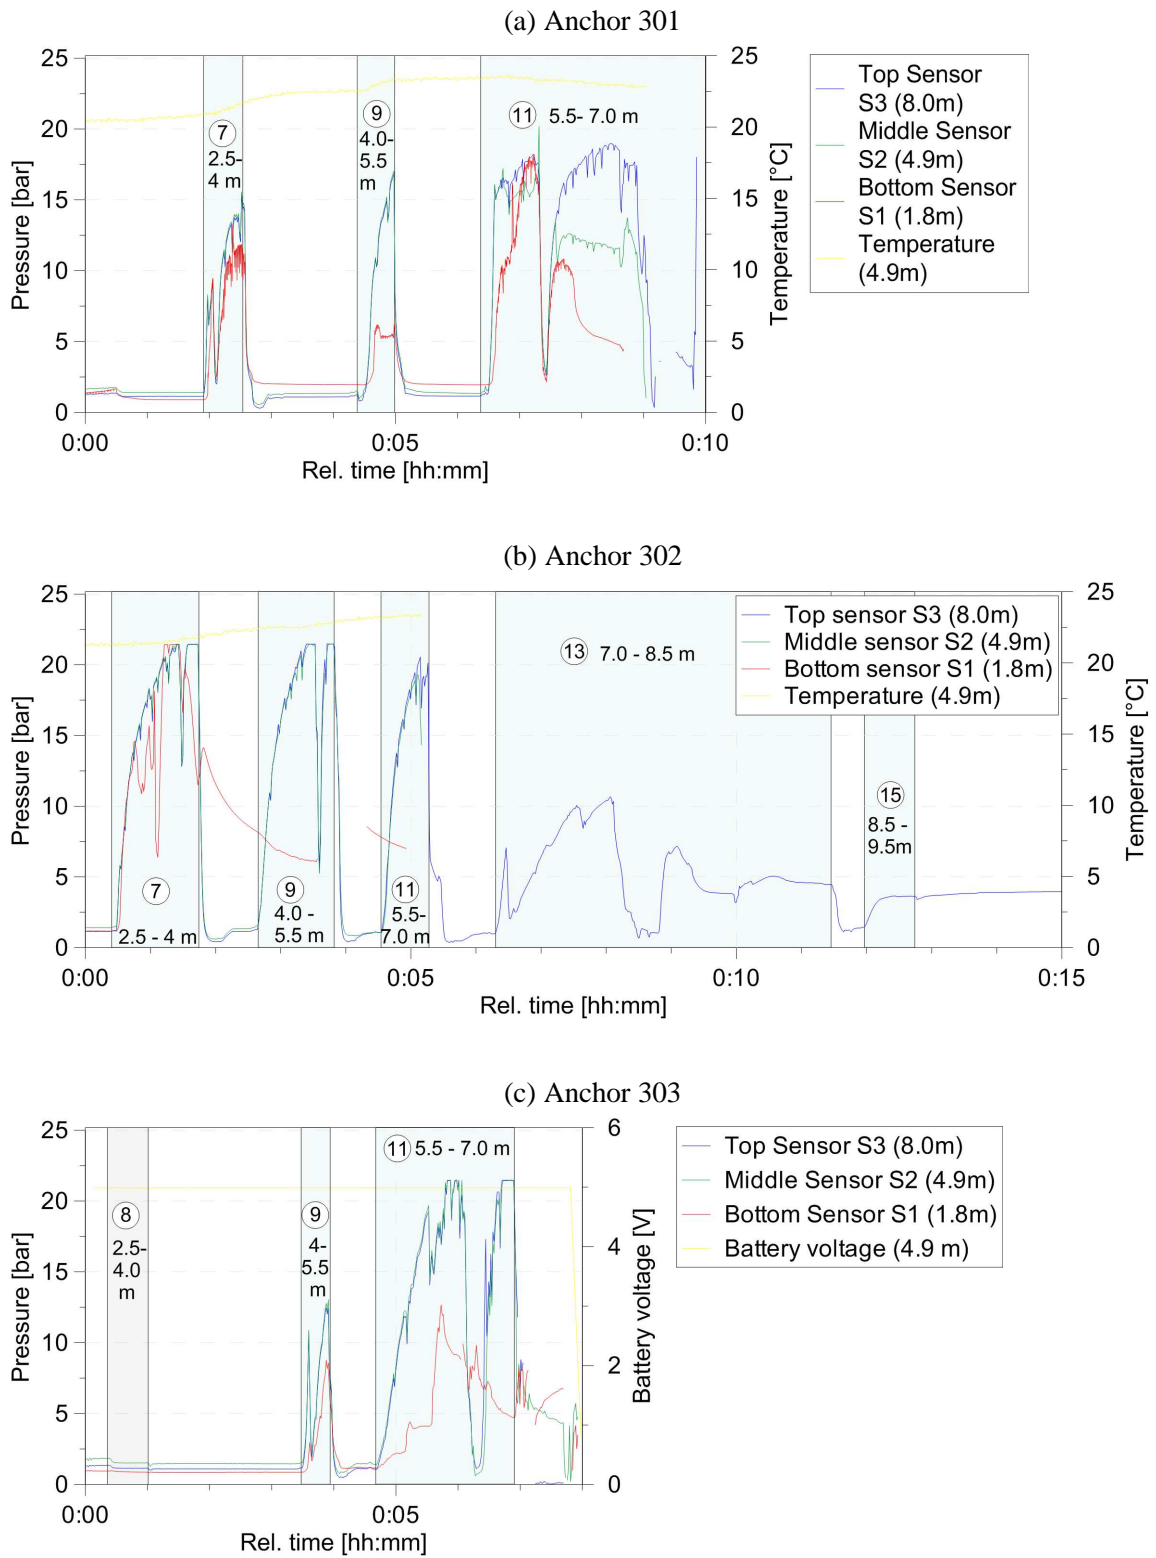 (a) Anchor 301
25
20
15
10
5
0
Pressure [bar]
7
2.5-
4 m
9
4.0-
5.5
m
11 5.5- 7.0 m
25
20
15
10
5
0
Temperature [°C]
0:00
0:05
0:10
Rel. time [hh:mm]
Top Sensor
S3 (8.0m)
Middle Sensor
S2 (4.9m)
Bottom Sensor
S1 (1.8m)
Temperature
(4.9m)
(b) Anchor 302
25
20
15
10
5
0
Pressure [bar]
7
2.5 - 4 m
9
4.0 -
5.5 m
11
5.5-
7.0 m
13 7.0 - 8.5 m
15
8.5 -
9.5m
Top sensor S3 (8.0m)
Middle sensor S2 (4.9m)
Bottom sensor S1 (1.8m)
Temperature (4.9m)
25
20
15
10
5
0
Temperature [°C]
0:00
0:05
0:10
0:15
Rel. time [hh:mm]
(c) Anchor 303
25
20
15
10
5
0
Pressure [bar]
8
2.5-
4.0
m
9
4-
5.5
m
11 5.5 - 7.0 m
6
4
2
0
Battery voltage [V]
0:00
0:05
Rel. time [hh:mm]
Top Sensor S3 (8.0m)
Middle Sensor S2 (4.9m)
Bottom Sensor S1 (1.8m)
Battery voltage (4.9 m)